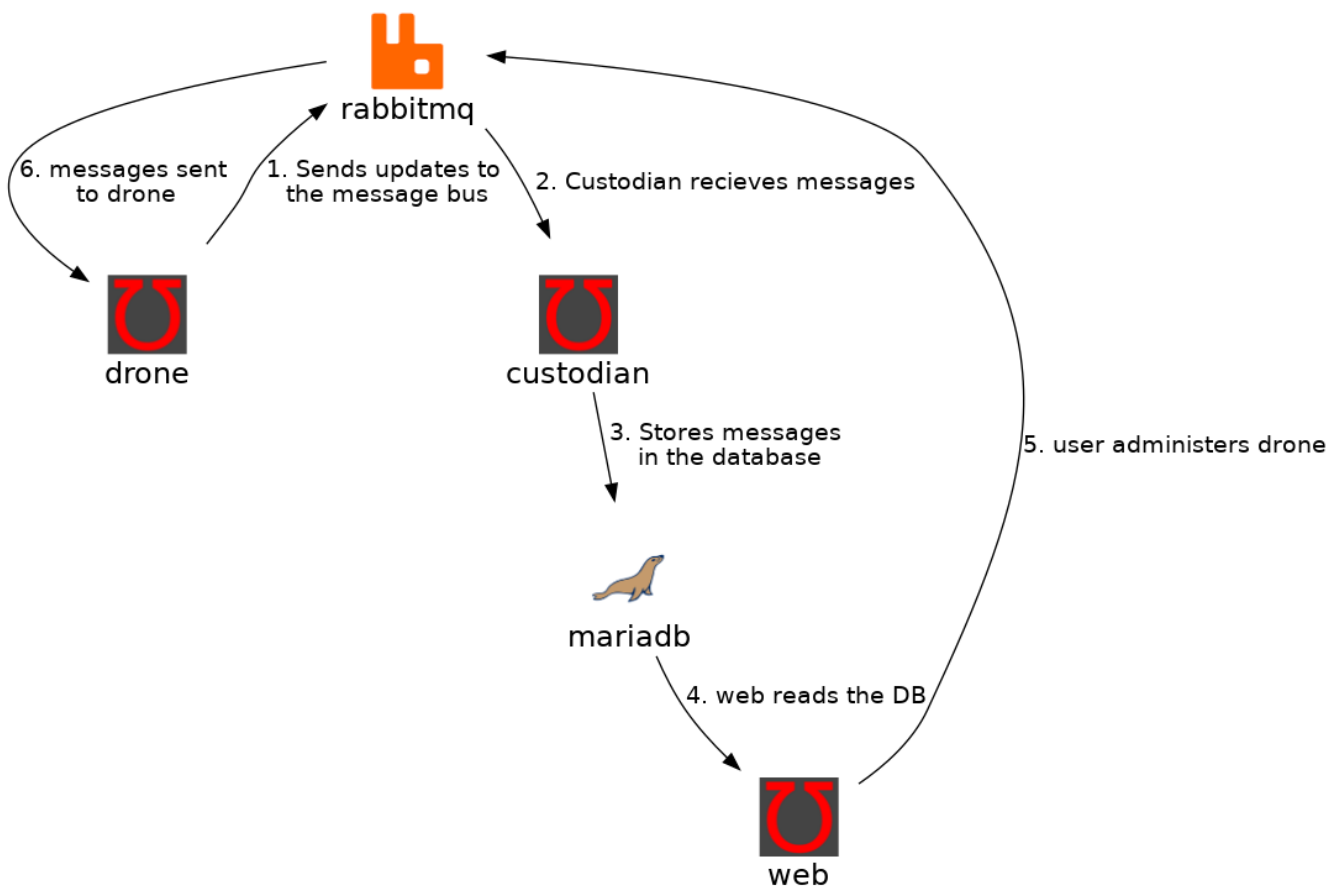 rabbitmq
6. messages sent
to drone
1. Sends updates to
the message bus
2. Custodian recieves messages
drone
custodian
3. Stores messages
in the database
5. user administers drone
mariadb
4. web reads the DB
web